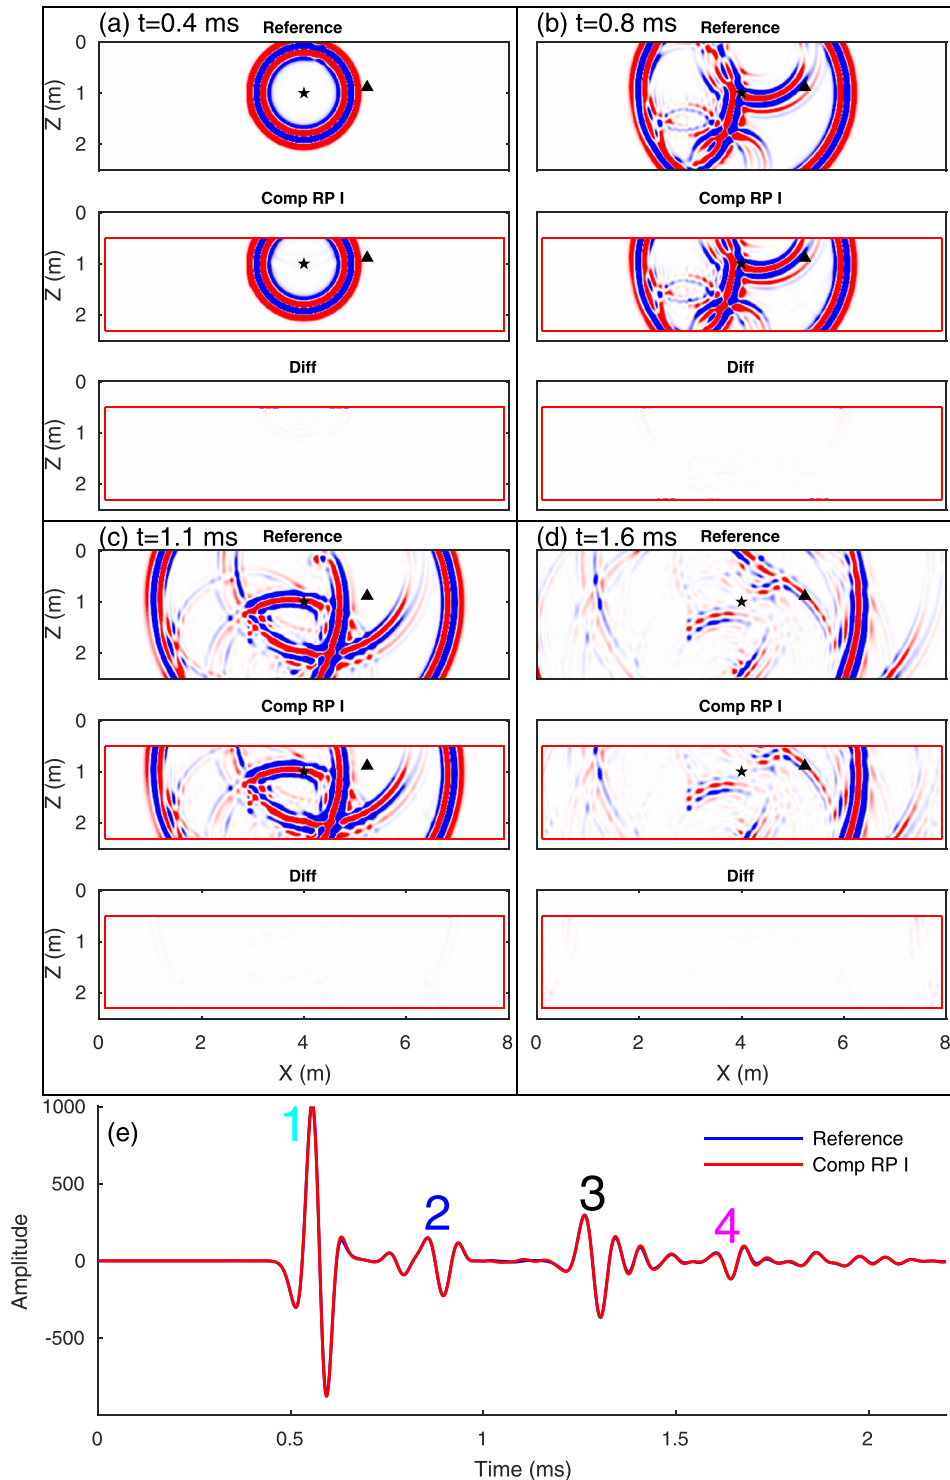 (a) t=0.4 ms
Reference
0
1
2
Z (m)
Comp RP I
0
1
2
Z (m)
Diff
0
1
2
Z (m)
(b) t=0.8 ms
Reference
Comp RP I
Diff
(c) t=1.1 ms
Reference
0
1
2
Z (m)
Comp RP I
0
1
2
Z (m)
Diff
0
1
2
Z (m)
0 2 4 6 8
X (m)
(d) t=1.6 ms
Reference
Comp RP I
Diff
0 2 4 6 8
X (m)
(e)
1000
500
0
-500
Amplitude
1
2
3
4
Reference
Comp RP I
0 0.5 1 1.5 2
Time (ms)